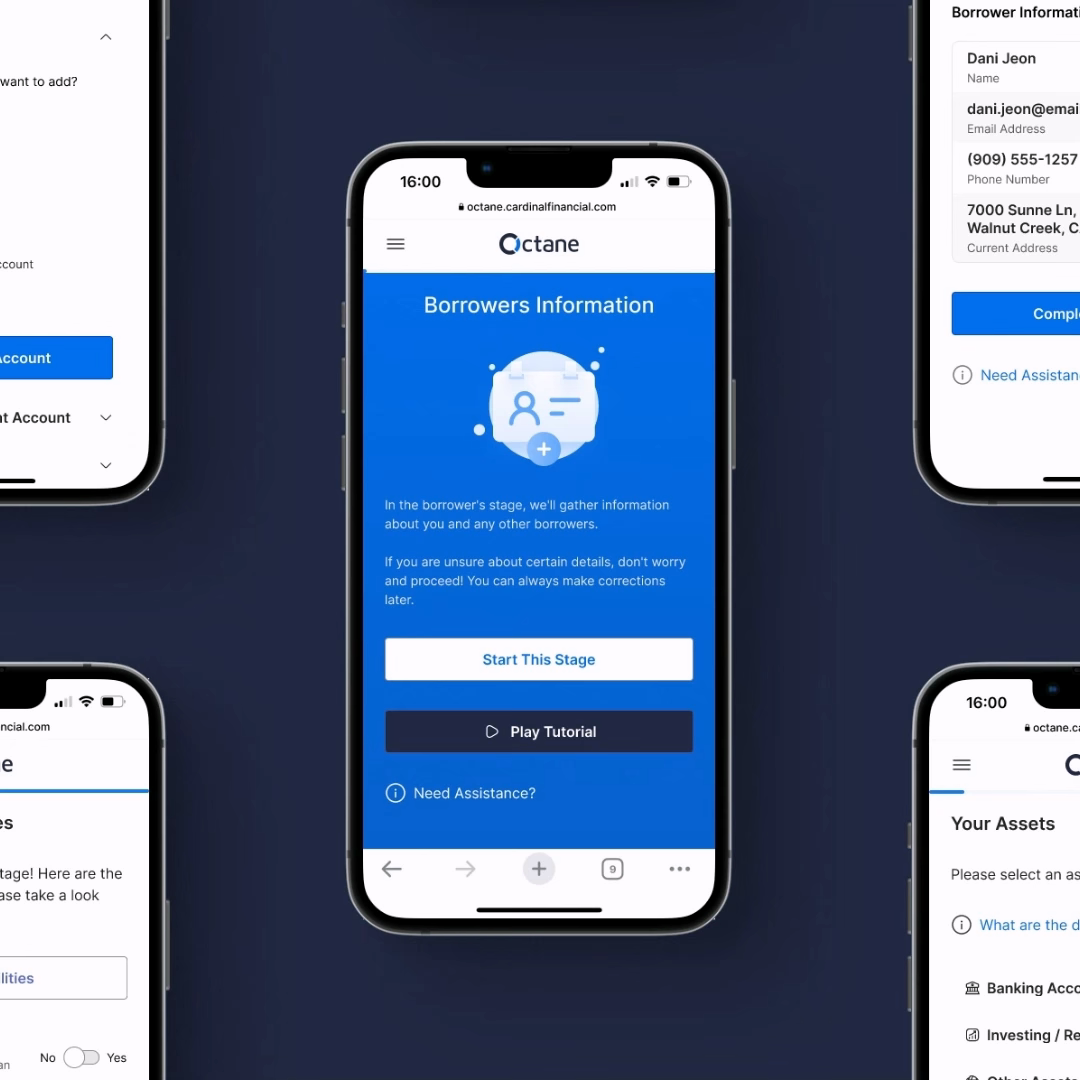 want to add?
ccount
Account
nt Account
16:00
octane.cardinalfinancial.com
Octane
Borrowers Information
In the borrower's stage, we'll gather information
about you and any other borrowers.
If you are unsure about certain details, don't worry
and proceed! You can always make corrections
later.
Start This Stage
Play Tutorial
Need Assistance?
9
Borrower Informati
Dani Jeon
Name
dani.jeon@emai
Email Address
(909) 555-1257
Phone Number
7000 Sunne Ln,
Walnut Creek, C
Current Address
Compl
Need Assistan
ncial.com
e
es
tage! Here are the
ase take a look
lities
No
Yes
an
16:00
octane.ca
Your Assets
Please select an as
What are the d
Banking Acco
Investing / Re